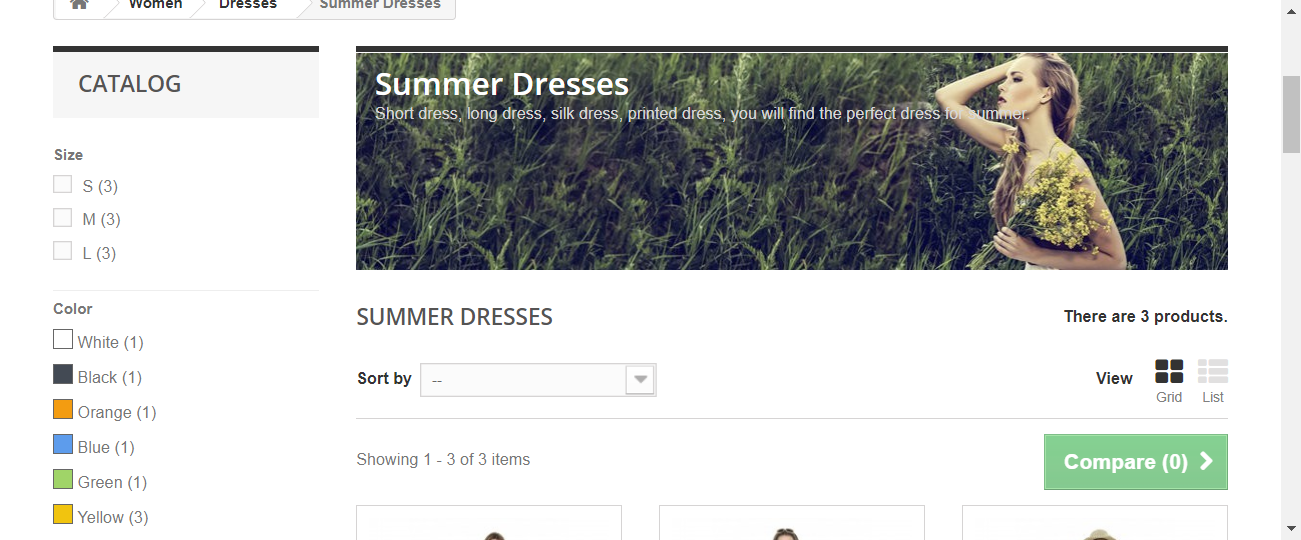 Women
Dresses
Summer Dresses
CATALOG
Size
S (3)
M (3)
L (3)
Color
White (1)
Black (1)
Orange (1)
Blue (1)
Green (1)
Yellow (3)
Summer Dresses
Short dress, long dress, silk dress, printed dress, you will find the perfect dress for summer.
SUMMER DRESSES
There are 3 products.
Sort by
--
View
Grid
List
Showing 1 - 3 of 3 items
Compare (0)